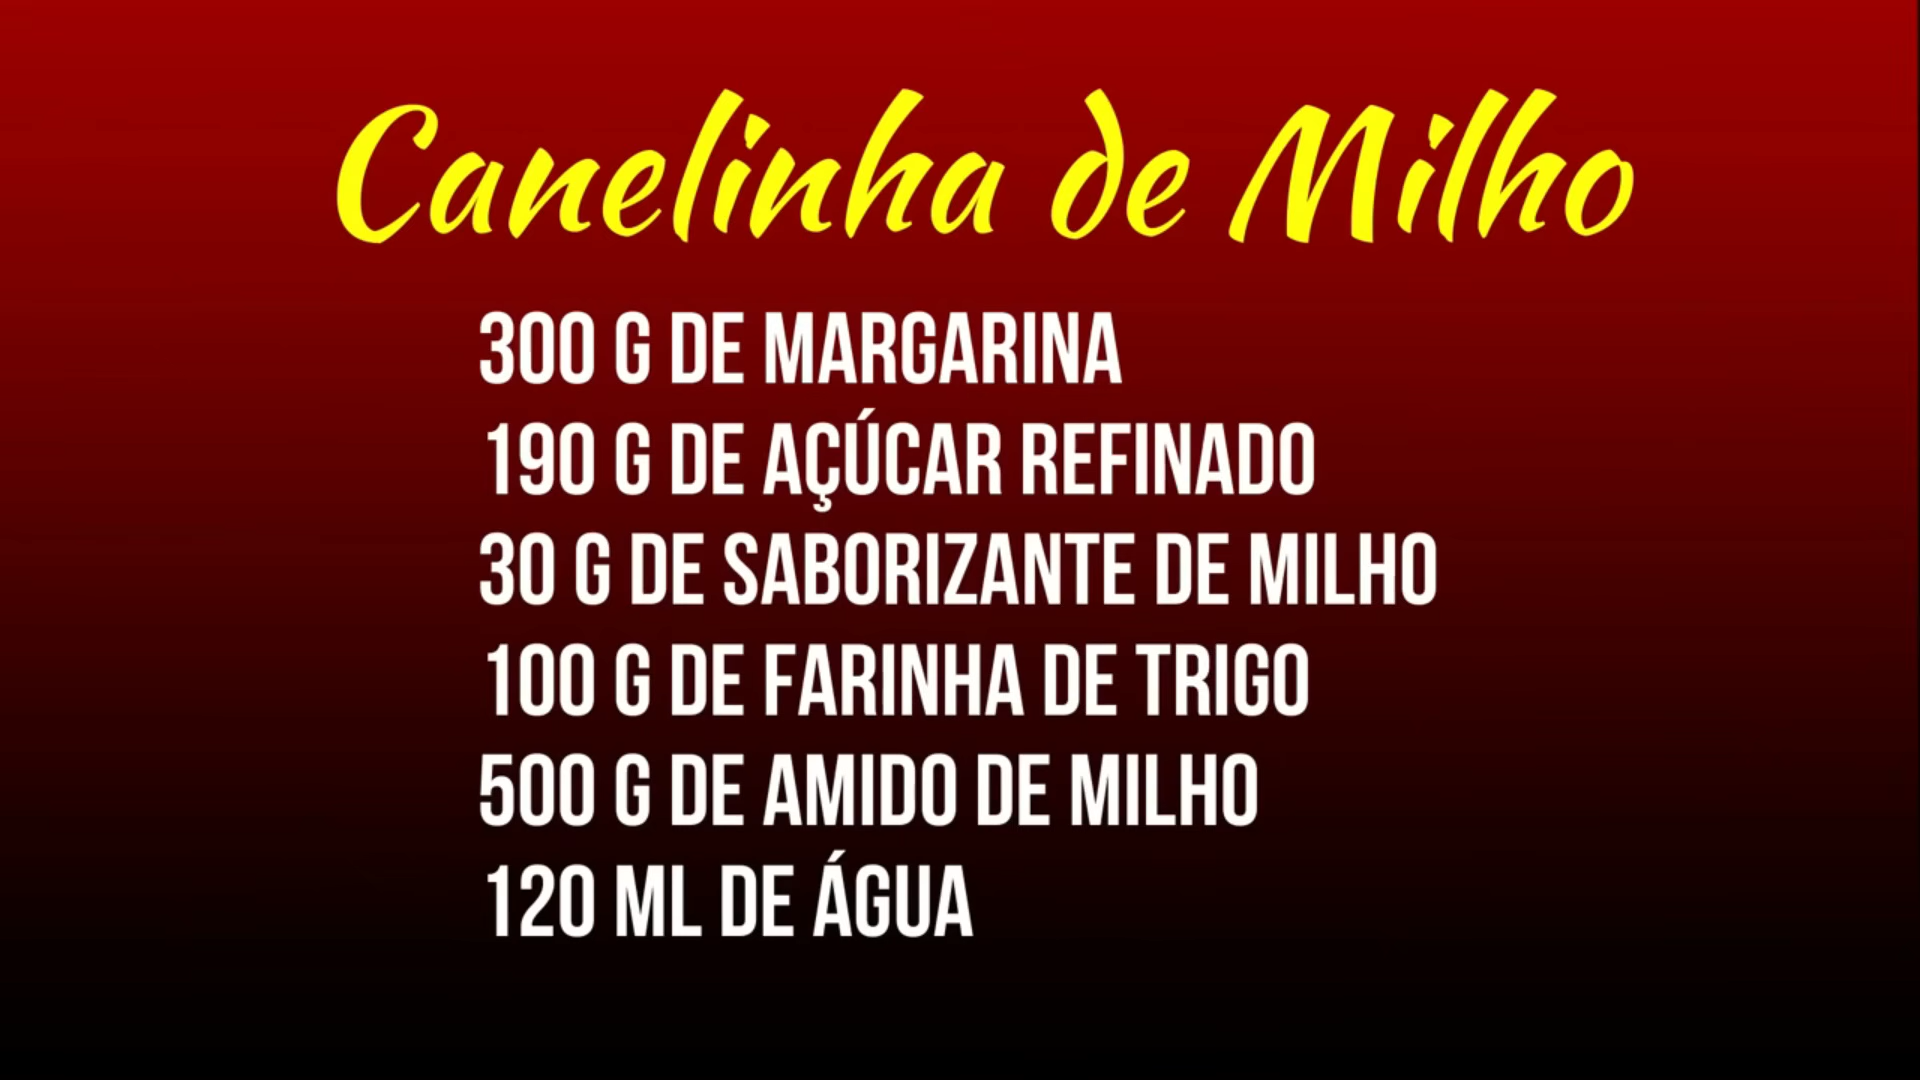 Canelinha de Milho
300 G DE MARGARINA
190 G DE AÇÚCAR REFINADO
30 G DE SABORIZANTE DE MILHO
100 G DE FARINHA DE TRIGO
500 G DE AMIDO DE MILHO
120 ML DE ÁGUA